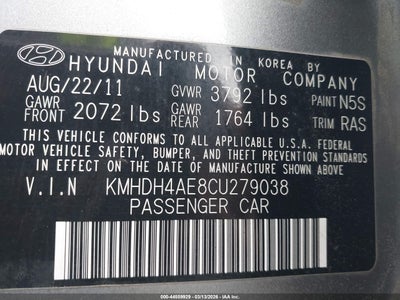 MANUFACTURED IN KOREA BY
HYUNDAI MOTOR COMPANY
AUG/22/11 GVWR 3792 lbs PAINT N5S
GAWR FRONT 2072 lbs GAWR REAR 1764 lbs TRIM RAS
THIS VEHICLE CONFORMS TO ALL APPLICABLE U.S.A. FEDERAL
MOTOR VEHICLE SAFETY, BUMPER, AND THEFT PREVENTION
STANDARDS IN EFFECT ON THE DATE OF MANUFACTURE SHOWN ABOVE
V.I.N KMHDH4AE8CU279038
PASSENGER CAR
DOC-44559929 - 03/13/2026 - IAA Inc.